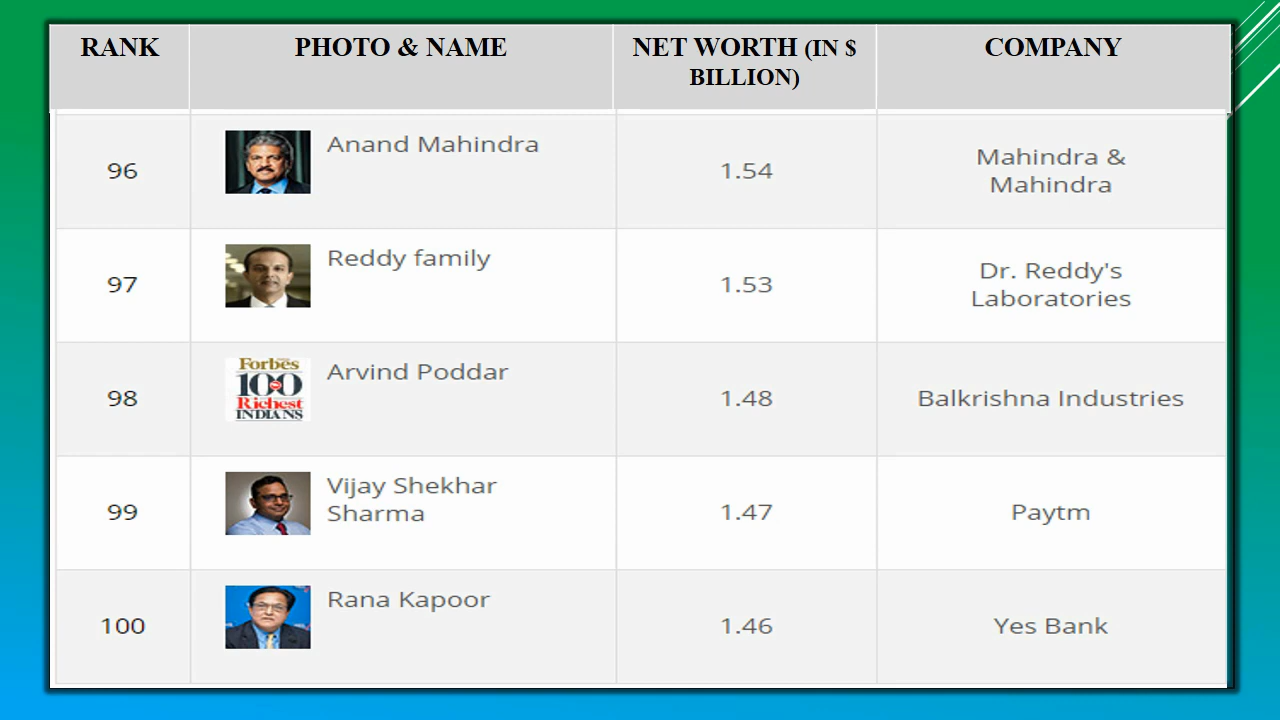 RANK
PHOTO & NAME
NET WORTH (IN $
BILLION)
COMPANY
96
Anand Mahindra
1.54
Mahindra &
Mahindra
97
Reddy family
1.53
Dr. Reddy's
Laboratories
98
Forbes
100
Richest
INDIANS
Arvind Poddar
1.48
Balkrishna Industries
99
Vijay Shekhar
Sharma
1.47
Paytm
100
Rana Kapoor
1.46
Yes Bank